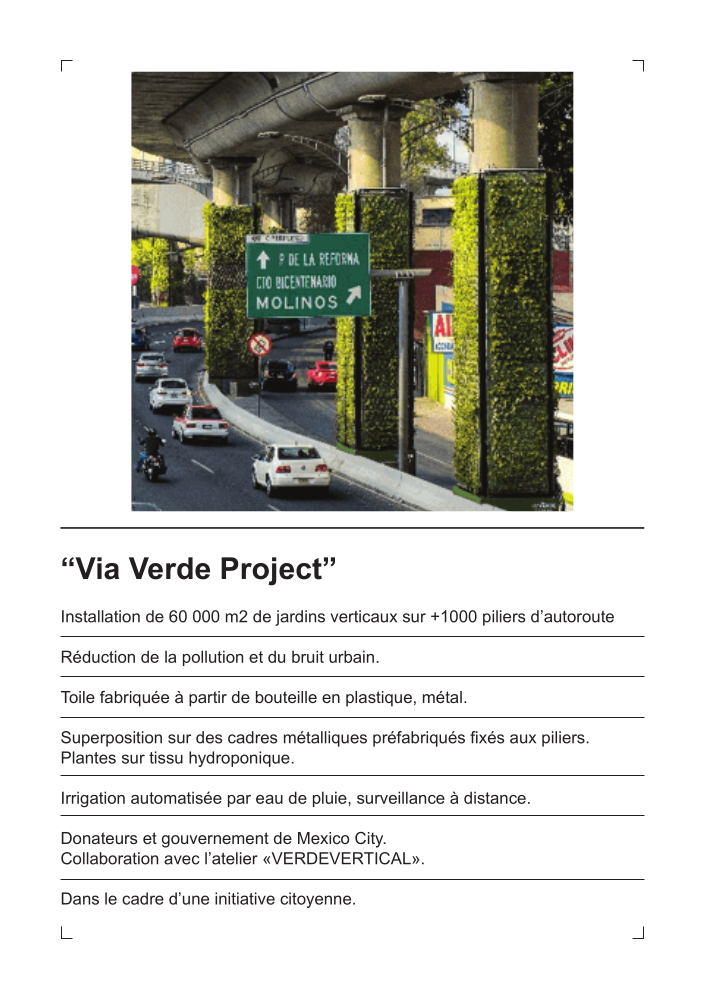 P DE LA REFORMA
CTO BICENTENARIO
MOLINOS
“Via Verde Project”
Installation de 60 000 m2 de jardins verticaux sur +1000 piliers d’autoroute
Réduction de la pollution et du bruit urbain.
Toile fabriquée à partir de bouteille en plastique, métal.
Superposition sur des cadres métalliques préfabriqués fixés aux piliers.
Plantes sur tissu hydroponique.
Irrigation automatisée par eau de pluie, surveillance à distance.
Donateurs et gouvernement de Mexico City.
Collaboration avec l’atelier «VERDEVERTICAL».
Dans le cadre d’une initiative citoyenne.